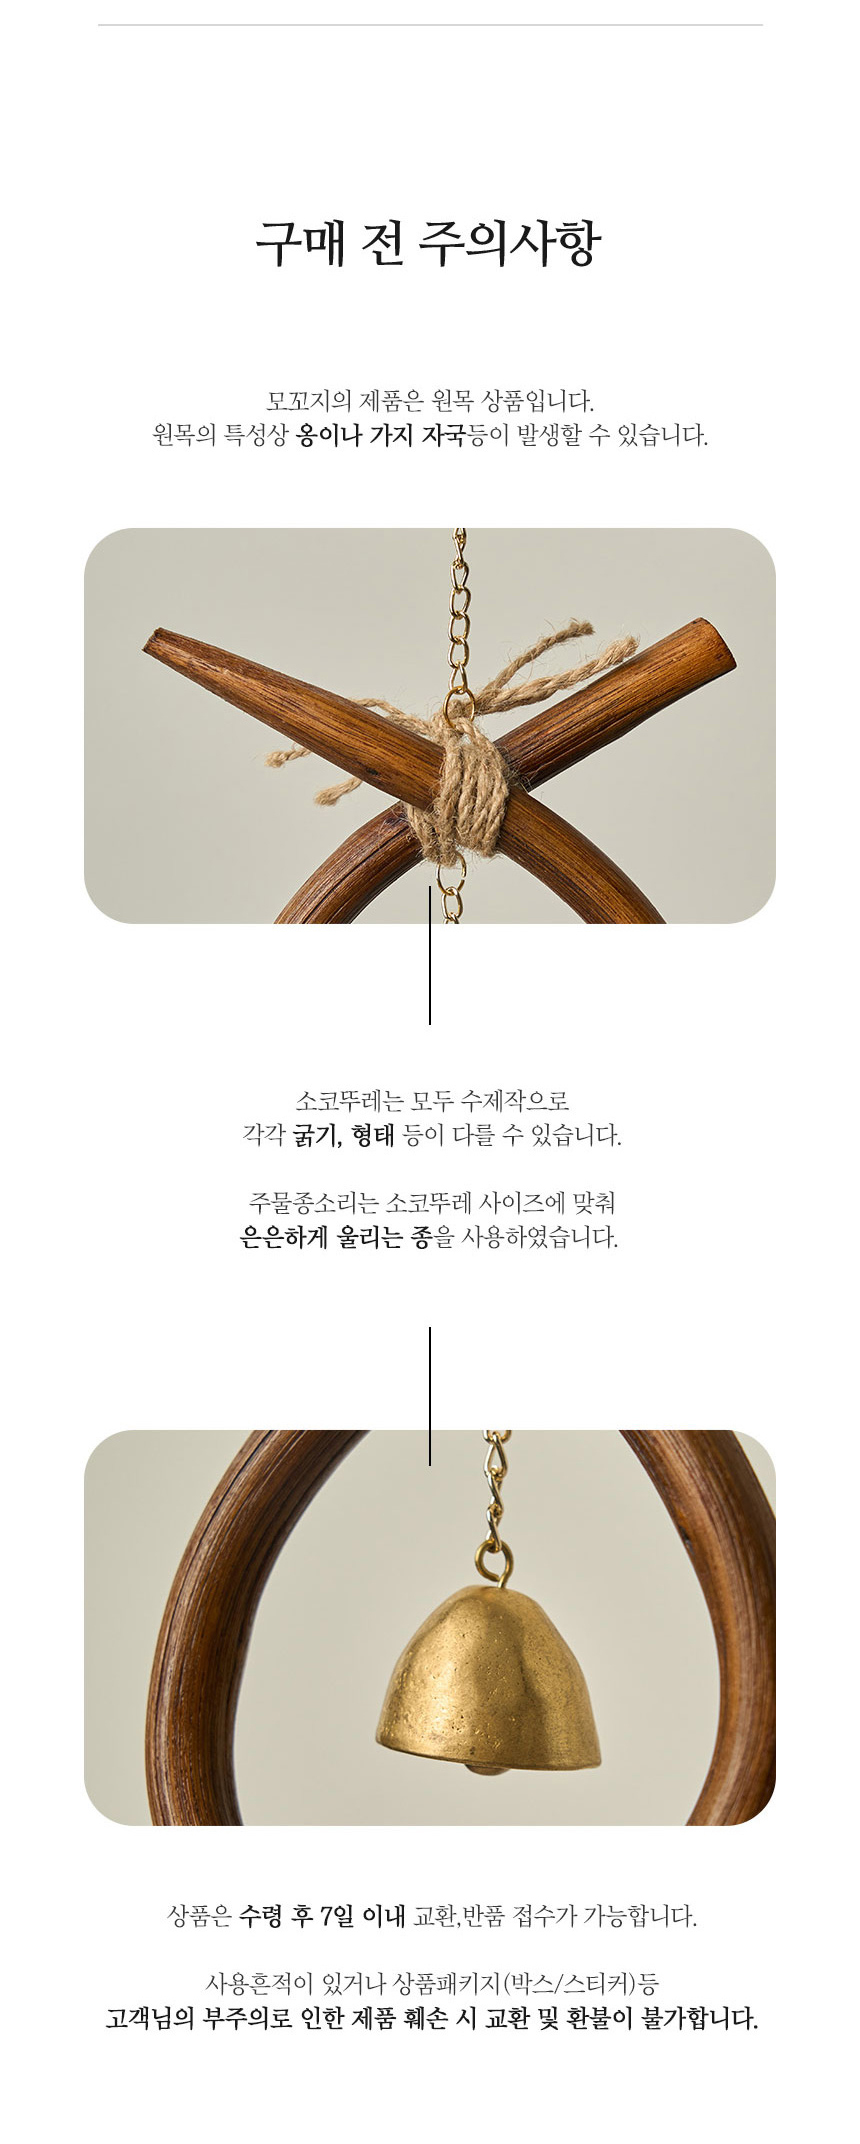 구매 전 주의사항
모꼬지의 제품은 원목 상품입니다.
원목의 특성상 옹이나 가지 자국등이 발생할 수 있습니다.
소코뚜레는 모두 수제작으로
각각 굵기, 형태 등이 다를 수 있습니다.
주물종소리는 소코뚜레 사이즈에 맞춰
은은하게 울리는 종을 사용하였습니다.
상품은 수령 후 7일 이내 교환,반품 접수가 가능합니다.
사용흔적이 있거나 상품패키지(박스/스티커)등
고객님의 부주의로 인한 제품 훼손 시 교환 및 환불이 불가합니다.